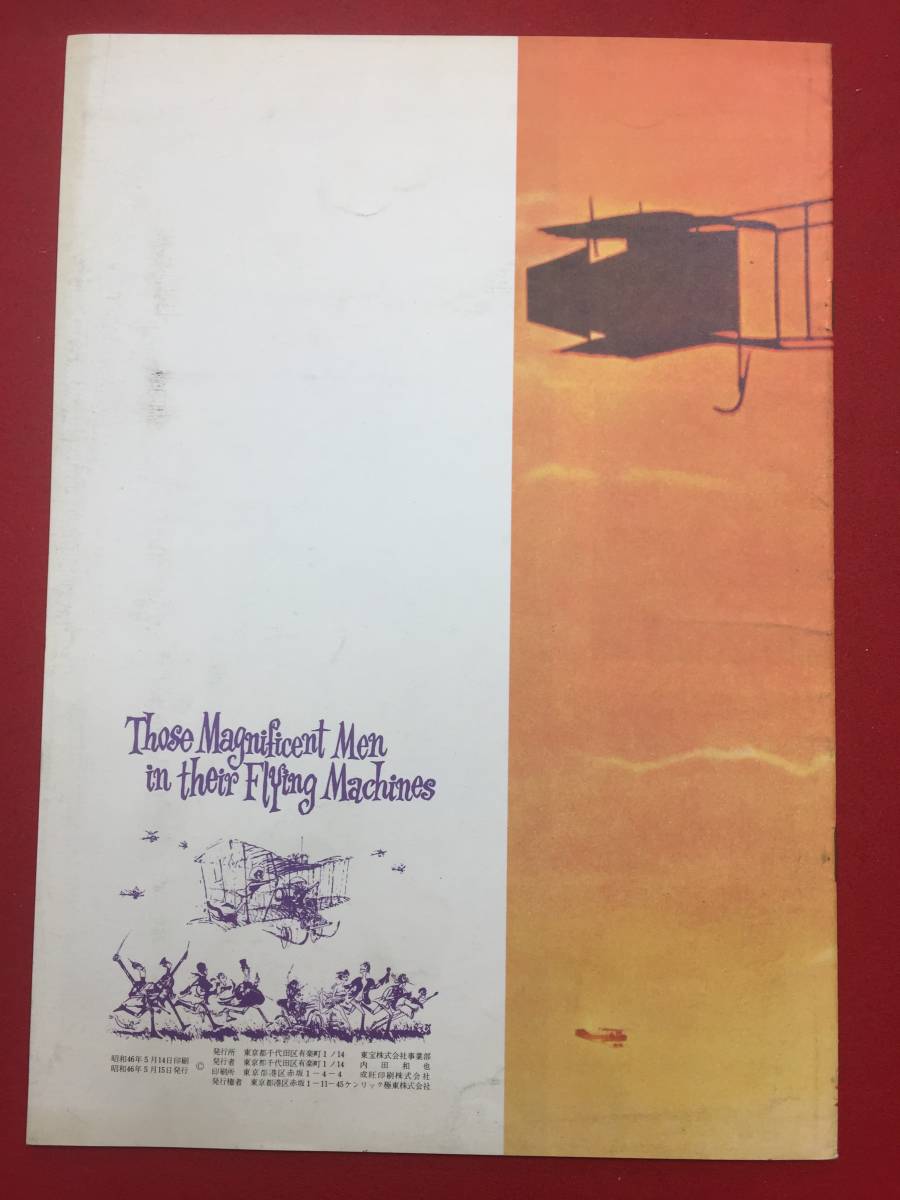 Those Magnificent Men
in their Flying Machines
昭和46年5月14日印刷
昭和46年5月15日発行
©
発行所 東京都千代田区有楽町1ノ14 東宝株式会社事業部
発行者 東京都千代田区有楽町1ノ14 内田和也
印刷所 東京都港区赤坂1-4-4 成旺印刷株式会社
発行権者 東京都港区赤坂1-11-45ケンリック極東株式会社